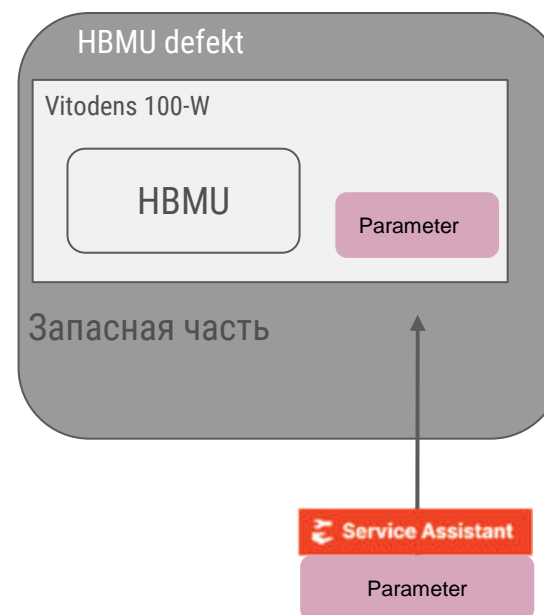 HBMU defekt
Vitodens 100-W
HBMU
Parameter
Запасная часть
Service Assistant
Parameter